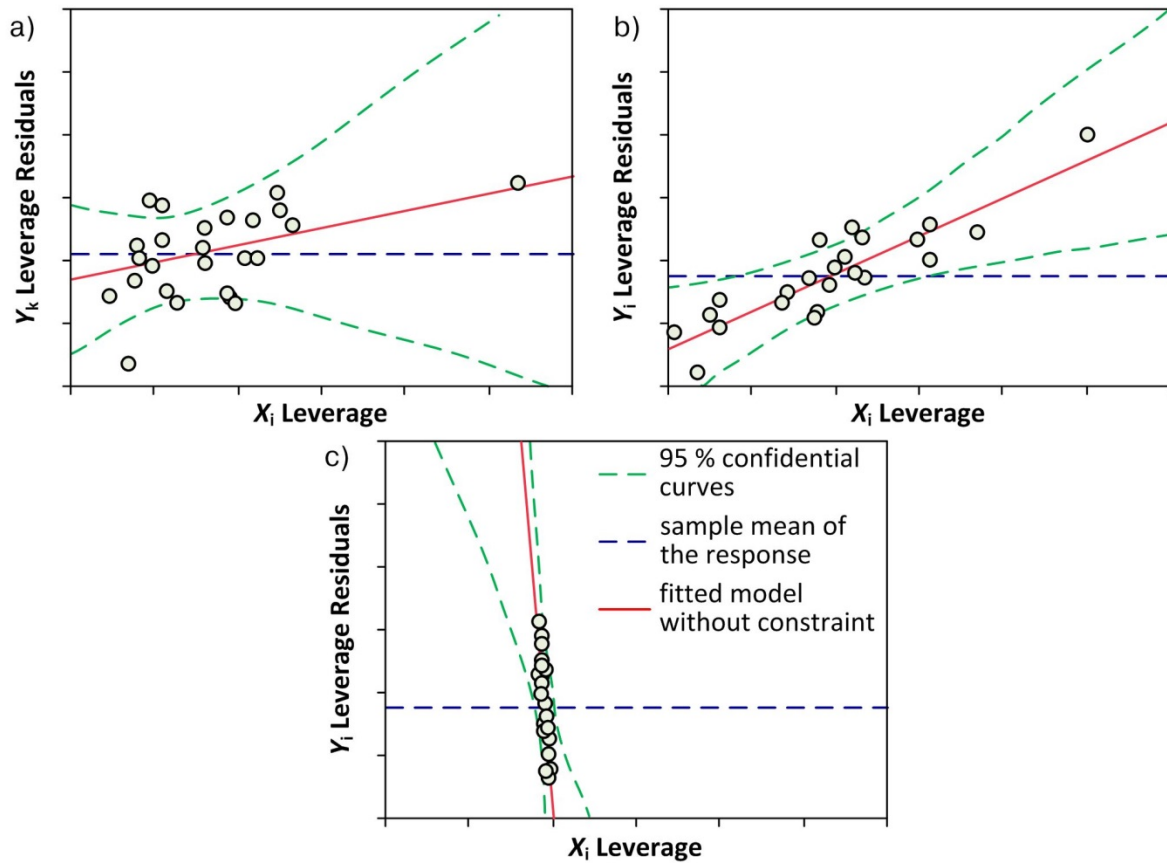 a)
Yk Leverage Residuals
Xi Leverage
b)
Yi Leverage Residuals
Xi Leverage
c)
Yi Leverage Residuals
95 % confidential
curves
sample mean of
the response
fitted model
without constraint
Xi Leverage